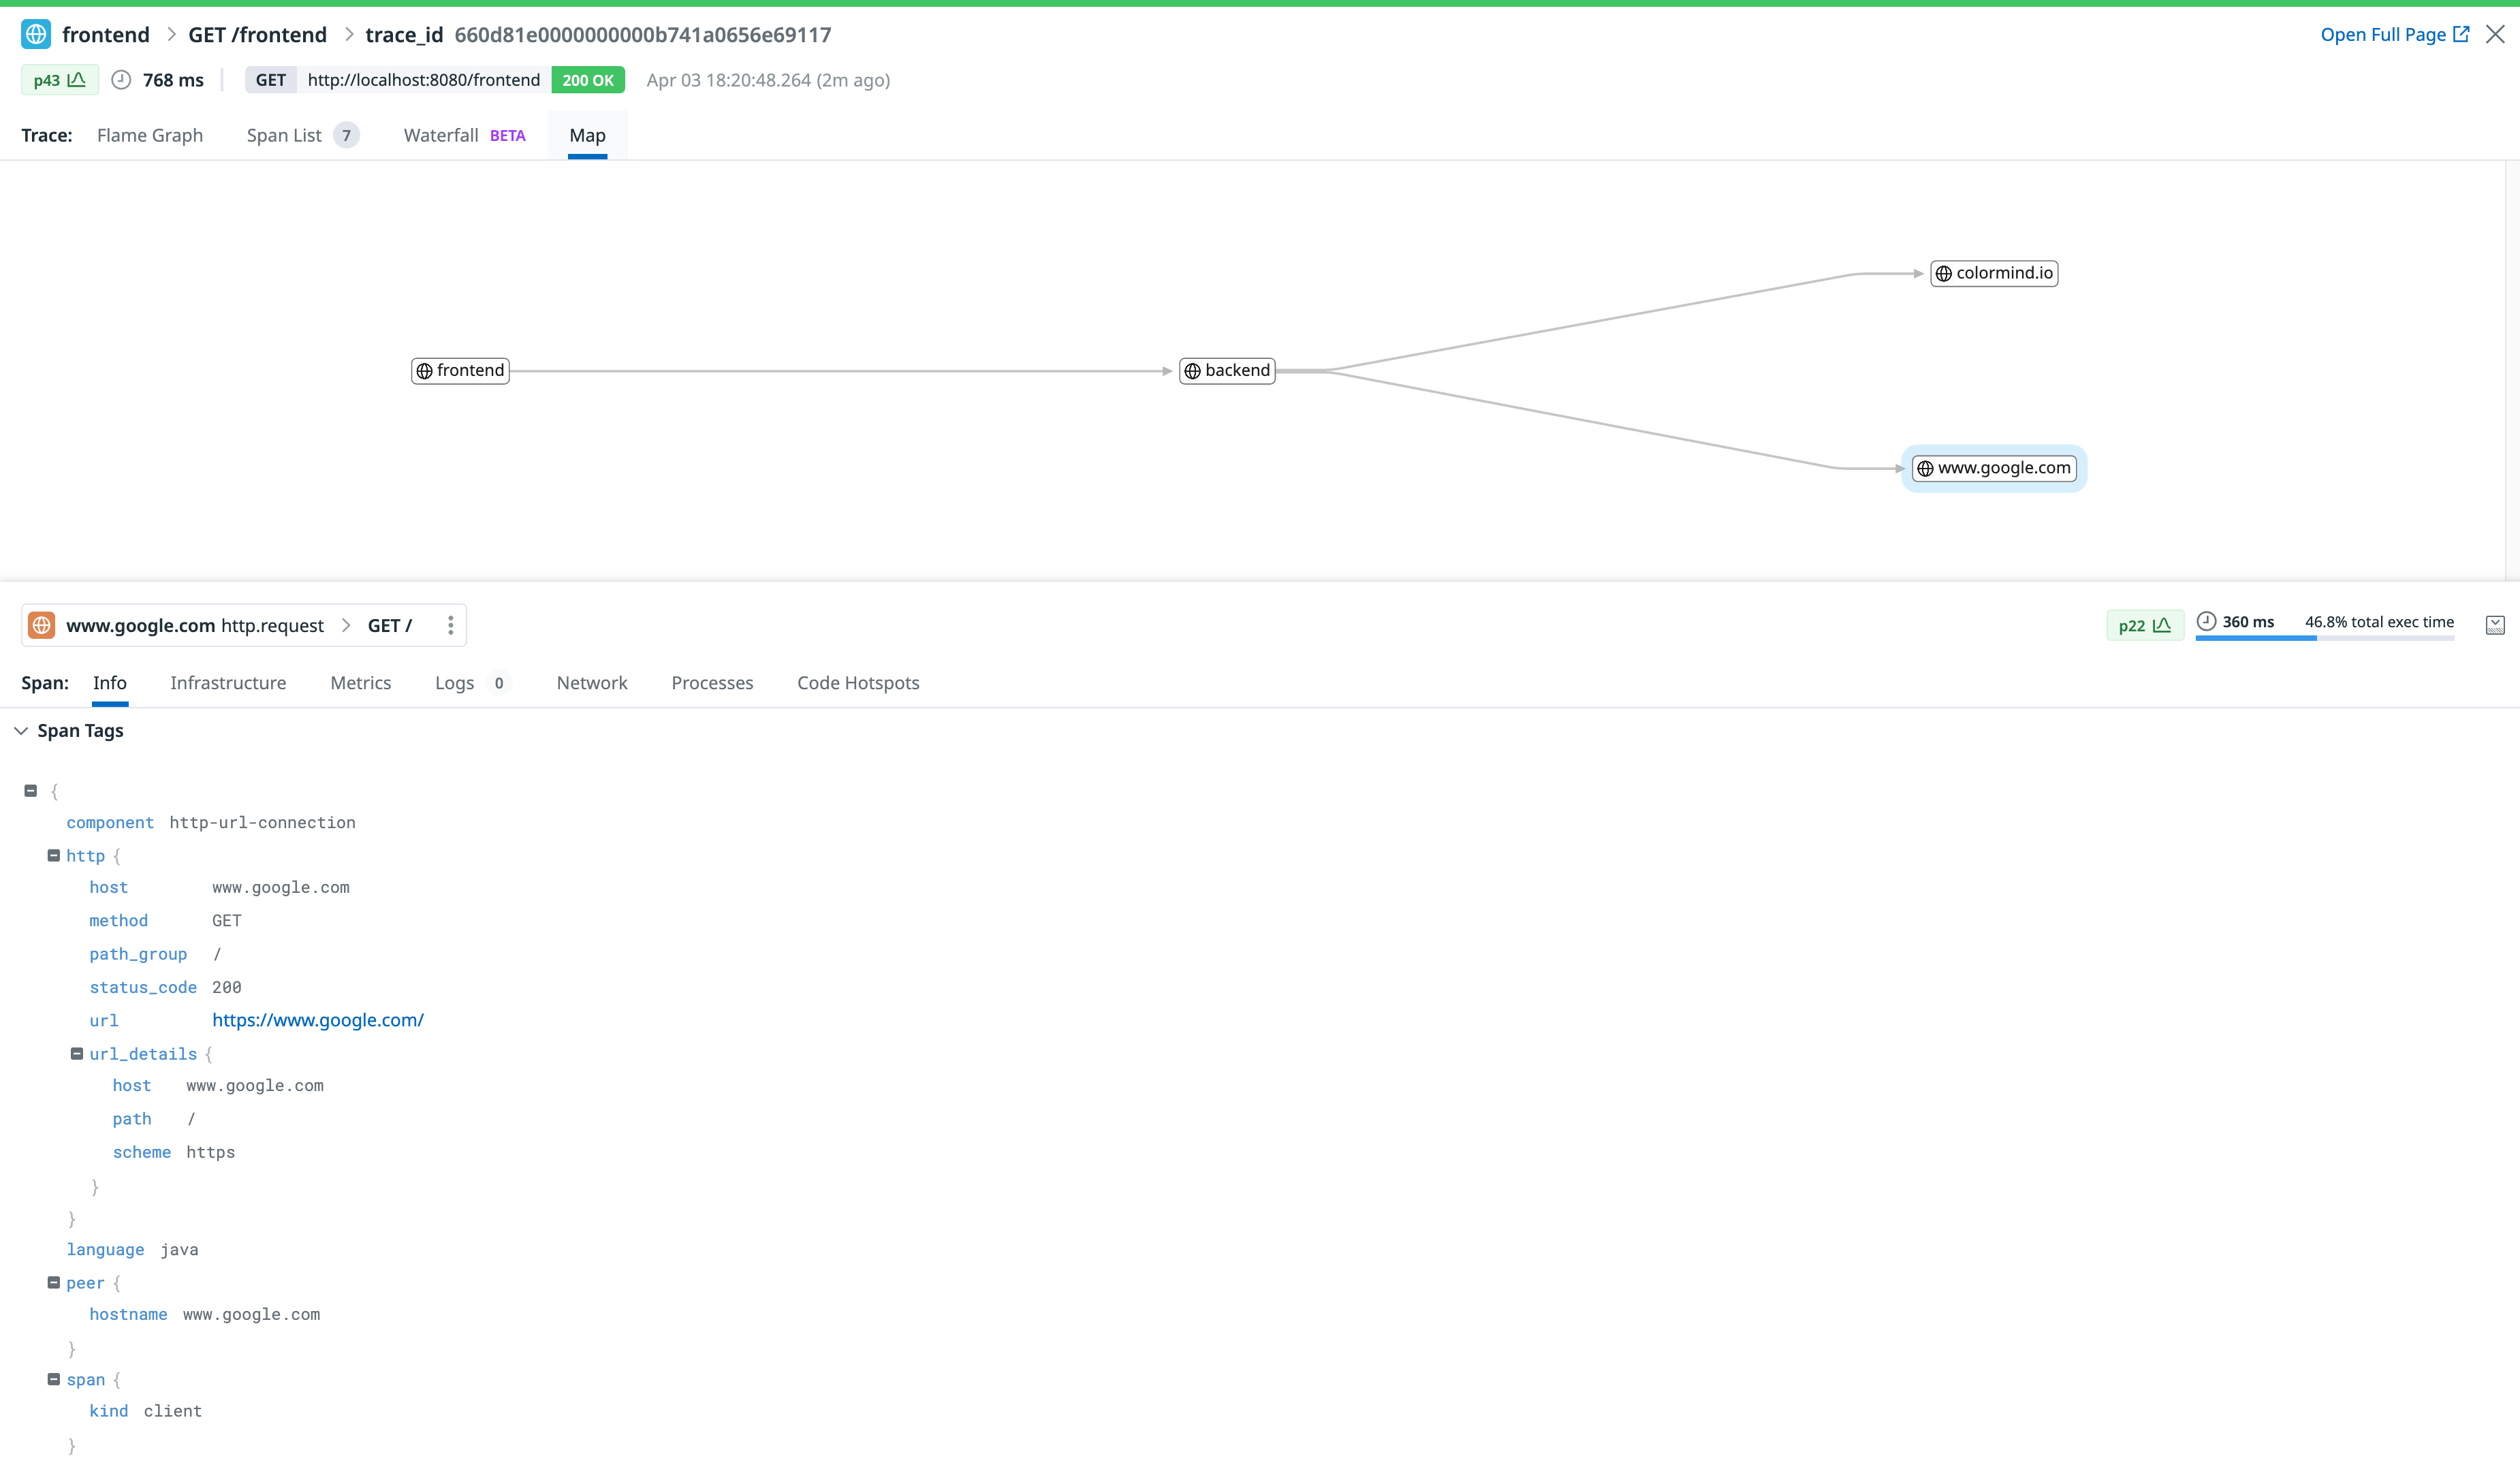 frontend > GET /frontend > trace_id 660d81e0000000000b741a0656e69117 Open Full Page
p43 768 ms GET http://localhost:8080/frontend 200 OK Apr 03 18:20:48.264 (2m ago)
Trace: Flame Graph Span List 7 Waterfall BETA Map
colormind.io
frontend backend
www.google.com
www.google.com http.request > GET / p22 360 ms 46.8% total exec time
Span: Info Infrastructure Metrics Logs 0 Network Processes Code Hotspots
Span Tags
{
component http-url-connection
http {
host www.google.com
method GET
path_group /
status_code 200
url https://www.google.com/
url_details {
host www.google.com
path /
scheme https
}
}
language java
peer {
hostname www.google.com
}
span {
kind client
}